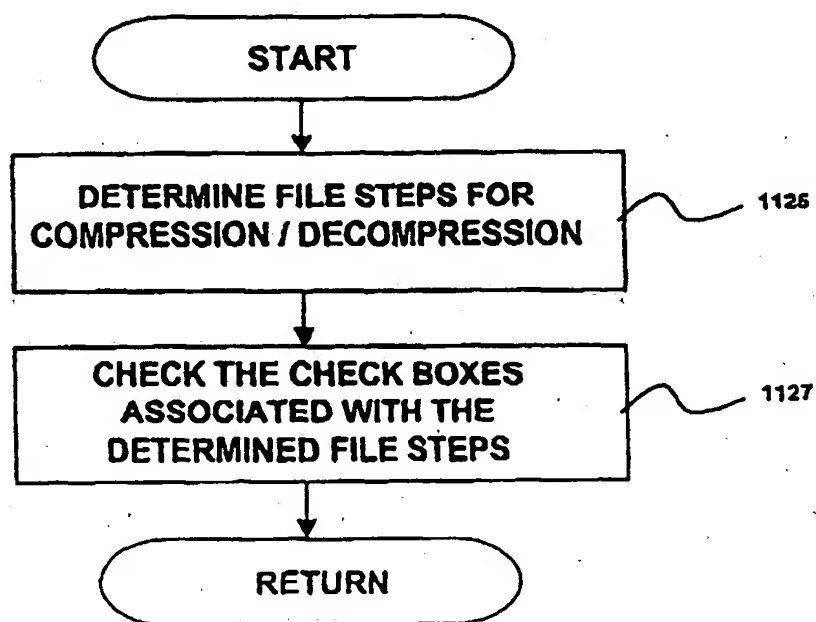 START
DETERMINE FILE STEPS FOR
COMPRESSION / DECOMPRESSION
1125
CHECK THE CHECK BOXES
ASSOCIATED WITH THE
DETERMINED FILE STEPS
1127
RETURN